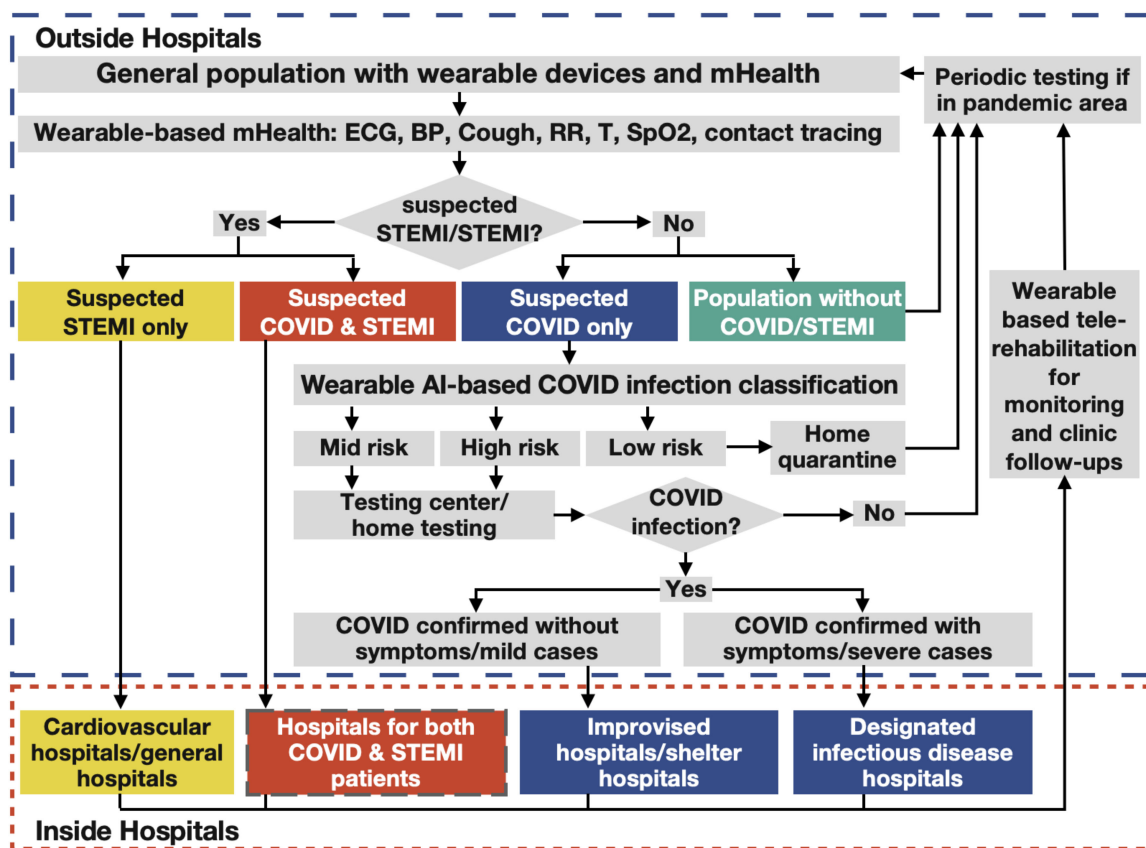 Outside Hospitals
General population with wearable devices and mHealth
Periodic testing if
in pandemic area
Wearable-based mHealth: ECG, BP, Cough, RR, T, SpO2, contact tracing
suspected
STEMI/STEMI?
Yes
No
Suspected
STEMI only
Suspected
COVID & STEMI
Suspected
COVID only
Population without
COVID/STEMI
Wearable
based tele-
rehabilitation
for
monitoring
and clinic
follow-ups
Wearable AI-based COVID infection classification
Mid risk
High risk
Low risk
Home
quarantine
Testing center/
home testing
COVID
infection?
No
Yes
COVID confirmed without
symptoms/mild cases
COVID confirmed with
symptoms/severe cases
Cardiovascular
hospitals/general
hospitals
Hospitals for both
COVID & STEMI
patients
Improvised
hospitals/shelter
hospitals
Designated
infectious disease
hospitals
Inside Hospitals